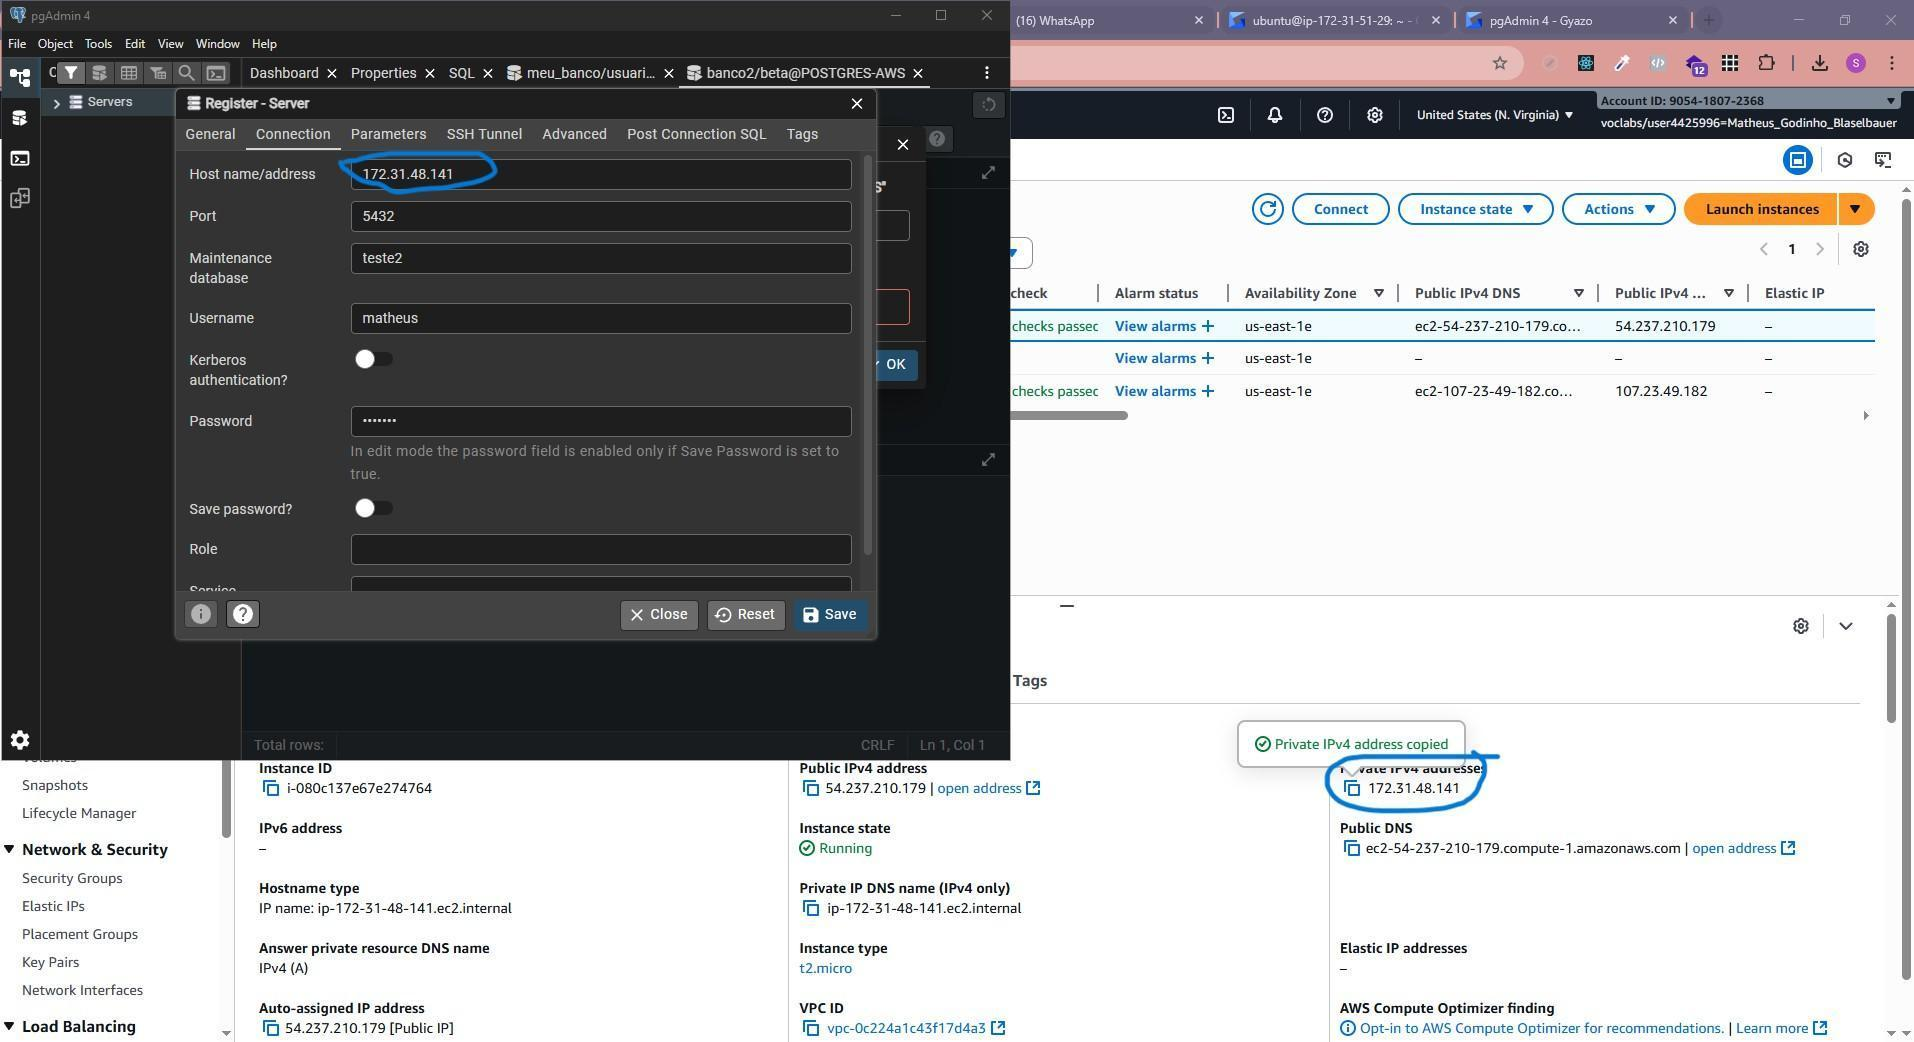 pgAdmin 4
File Object Tools Edit View Window Help
Dashboard Properties SQL meu_banco/usuari... banco2/beta@POSTGRES-AWS
Servers
Register - Server
General Connection Parameters SSH Tunnel Advanced Post Connection SQL Tags
Host name/address 172.31.48.141
Port 5432
Maintenance database teste2
Username matheus
Kerberos authentication?
Password •••••••
In edit mode the password field is enabled only if Save Password is set to
true.
Save password?
Role
Service
Close Reset Save
OK
Total rows: CRLF Ln 1, Col 1
(16) WhatsApp ubuntu@ip-172-31-51-29: ~ - pgAdmin 4 - Gyazo
12
S
United States (N. Virginia)
Account ID: 9054-1807-2368
voclabs/user4425996=Matheus_Godinho_Blaselbauer
Connect Instance state Actions Launch instances
1
check Alarm status Availability Zone Public IPv4 DNS Public IPv4 ... Elastic IP
checks passec View alarms + us-east-1e ec2-54-237-210-179.co... 54.237.210.179 –
View alarms + us-east-1e – – –
checks passec View alarms + us-east-1e ec2-107-23-49-182.co... 107.23.49.182 –
Tags
Private IPv4 address copied
Volumes
Snapshots
Lifecycle Manager
Network & Security
Security Groups
Elastic IPs
Placement Groups
Key Pairs
Network Interfaces
Load Balancing
Instance ID
i-080c137e67e274764
IPv6 address
–
Hostname type
IP name: ip-172-31-48-141.ec2.internal
Answer private resource DNS name
IPv4 (A)
Auto-assigned IP address
54.237.210.179 [Public IP]
Public IPv4 address
54.237.210.179 | open address
Instance state
Running
Private IP DNS name (IPv4 only)
ip-172-31-48-141.ec2.internal
Instance type
t2.micro
VPC ID
vpc-0c224a1c43f17d4a3
Private IPv4 addresses
172.31.48.141
Public DNS
ec2-54-237-210-179.compute-1.amazonaws.com | open address
Elastic IP addresses
–
AWS Compute Optimizer finding
Opt-in to AWS Compute Optimizer for recommendations. | Learn more